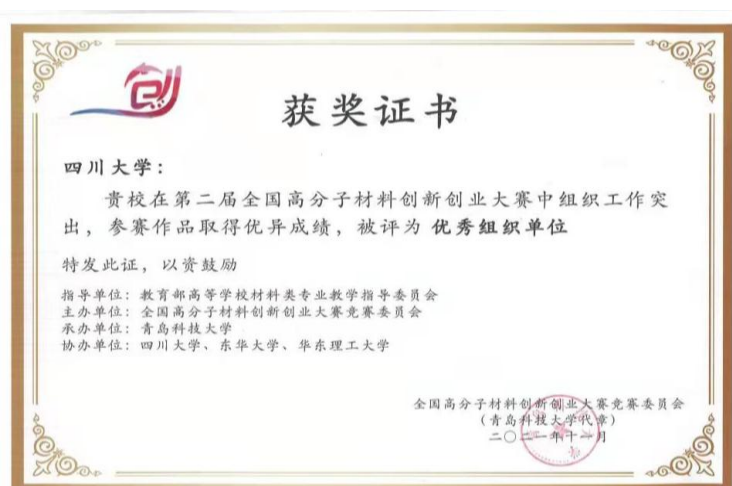 获奖证书
四川大学：
贵校在第二届全国高分子材料创新创业大赛中组织工作突
出，参赛作品取得优异成绩，被评为 优秀组织单位
特发此证，以资鼓励
指导单位：教育部高等学校材料类专业教学指导委员会
主办单位：全国高分子材料创新创业大赛竞赛委员会
承办单位：青岛科技大学
协办单位：四川大学、东华大学、华东理工大学
全国高分子材料创新创业大赛竞赛委员会
（青岛科技大学代章）
二〇二一年十一月